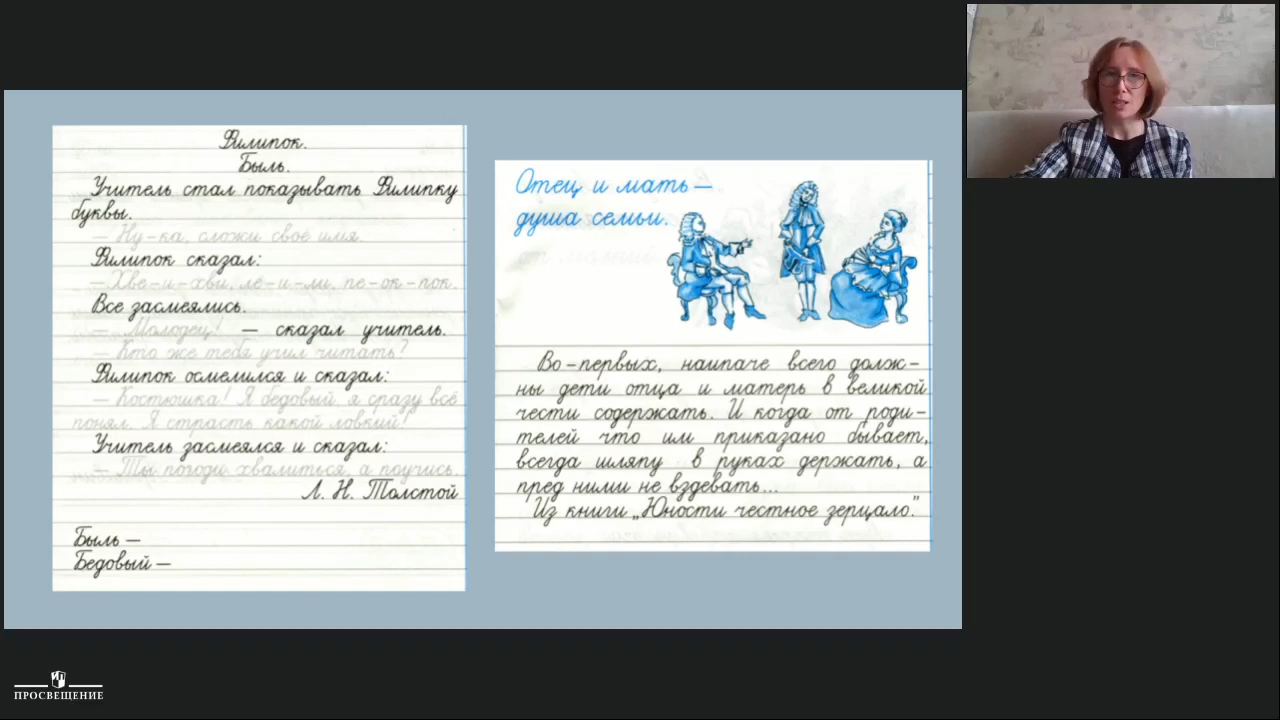 Филипок.
Быль.
Учитель стал показывать Филипку
буквы.
— Ну-ка, сложи своё имя.
Филипок сказал:
— Хве-и-хви, ле-и-ли, пе-ок-пок.
Все засмеялись.
— Молодец! — сказал учитель.
— Кто же тебя учил читать?
Филипок осмелился и сказал:
— Костюшка! Я бедовый, я сразу всё
понял. Я страсть какой ловкий!
Учитель засмеялся и сказал:
— Ты погоди хвалиться, а поучись.
Л. Н. Толстой
Быль —
Бедовый —
Отец и мать —
душа семьи.
Во-первых, наипаче всего долж-
ны дети отца и матерь в великой
чести содержать. И когда от роди-
телей что им приказано бывает,
всегда шляпу в руках держать, а
пред ними не вздевать...
Из книги „Юности честное зерцало."
ПРОСВЕЩЕНИЕ